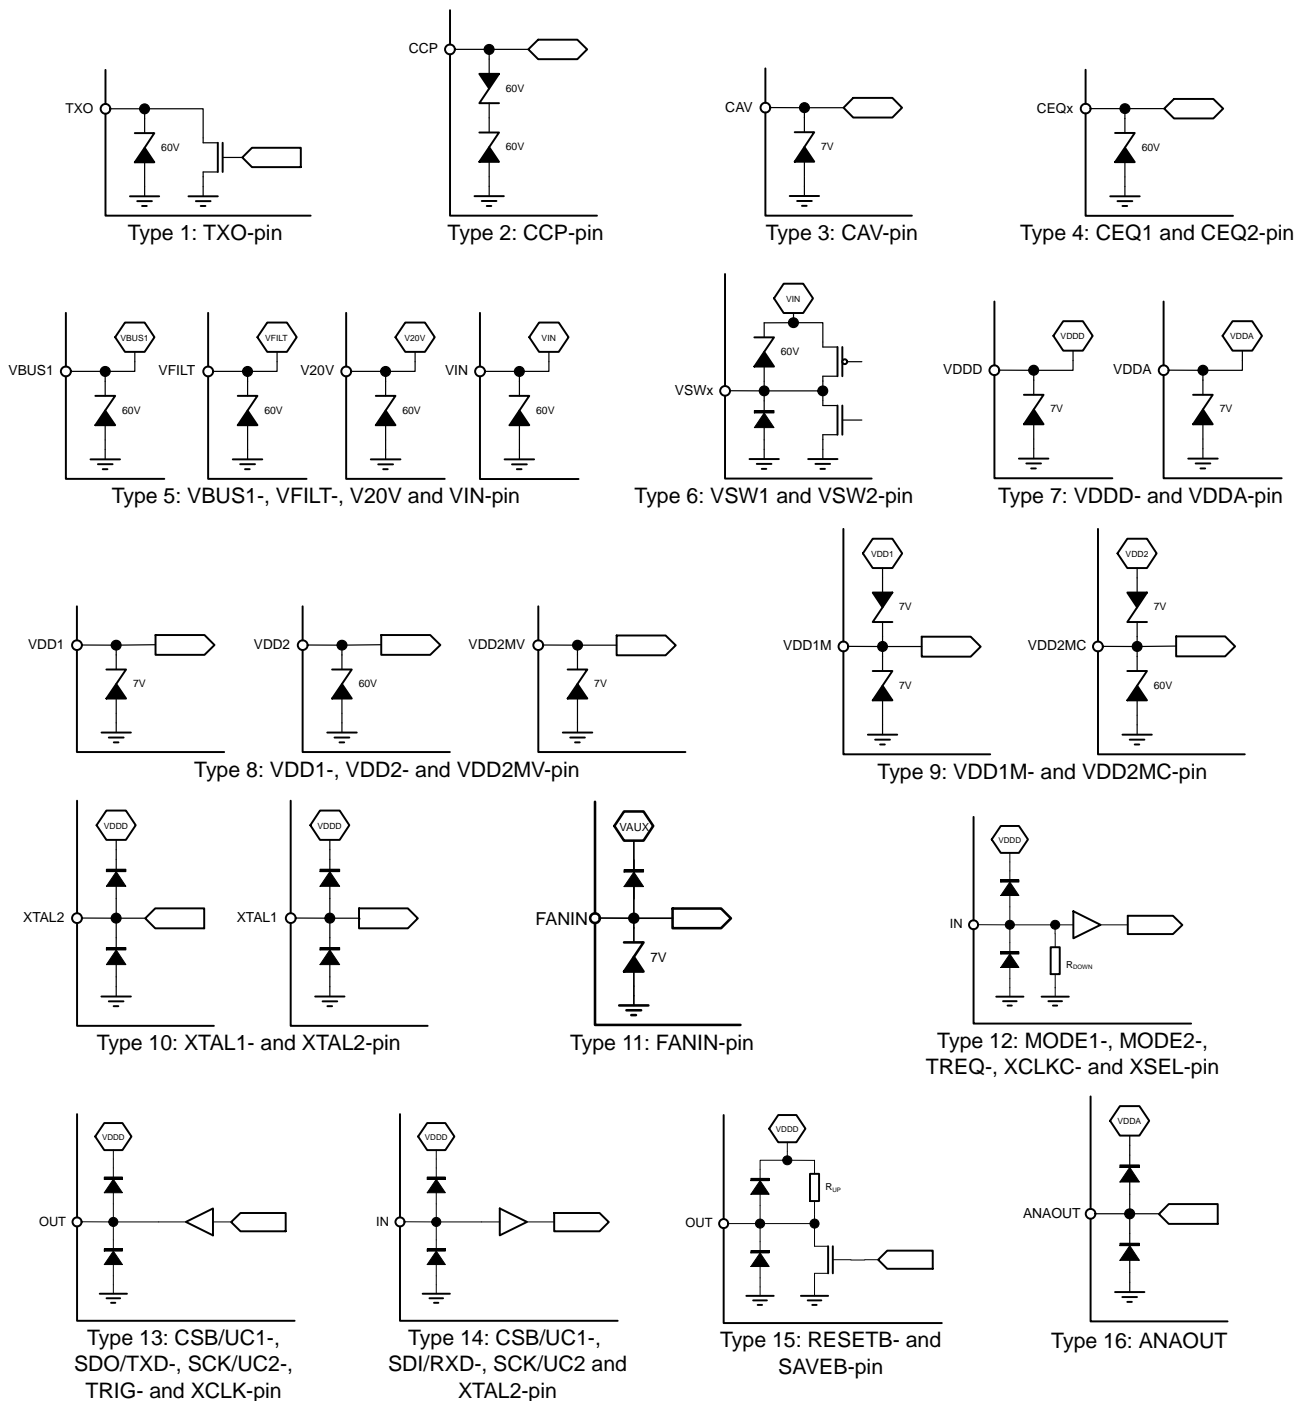 CCP
60V
60V
TXO
60V
CAV
7V
CEQx
60V
Type 1: TXO-pin
Type 2: CCP-pin
Type 3: CAV-pin
Type 4: CEQ1 and CEQ2-pin
VBUS1
VBUS1
60V
VFILT
VFILT
60V
V20V
V20V
60V
VIN
VIN
60V
Type 5: VBUS1-, VFILT-, V20V and VIN-pin
VIN
60V
VSWx
Type 6: VSW1 and VSW2-pin
VDDD
VDDD
7V
VDDA
VDDA
7V
Type 7: VDDD- and VDDA-pin
VDD1
7V
VDD2
60V
VDD2MV
7V
Type 8: VDD1-, VDD2- and VDD2MV-pin
VDD1
7V
VDD1M
7V
VDD2
7V
VDD2MC
60V
Type 9: VDD1M- and VDD2MC-pin
VDDD
XTAL2
VDDD
XTAL1
Type 10: XTAL1- and XTAL2-pin
VAUX
FANIN
7V
Type 11: FANIN-pin
VDDD
IN
RDOWN
Type 12: MODE1-, MODE2-,
TREQ-, XCLKC- and XSEL-pin
VDDD
OUT
Type 13: CSB/UC1-,
SDO/TXD-, SCK/UC2-,
TRIG- and XCLK-pin
VDDD
IN
Type 14: CSB/UC1-,
SDI/RXD-, SCK/UC2 and
XTAL2-pin
VDDD
RUP
OUT
Type 15: RESETB- and
SAVEB-pin
VDDA
ANAOUT
Type 16: ANAOUT